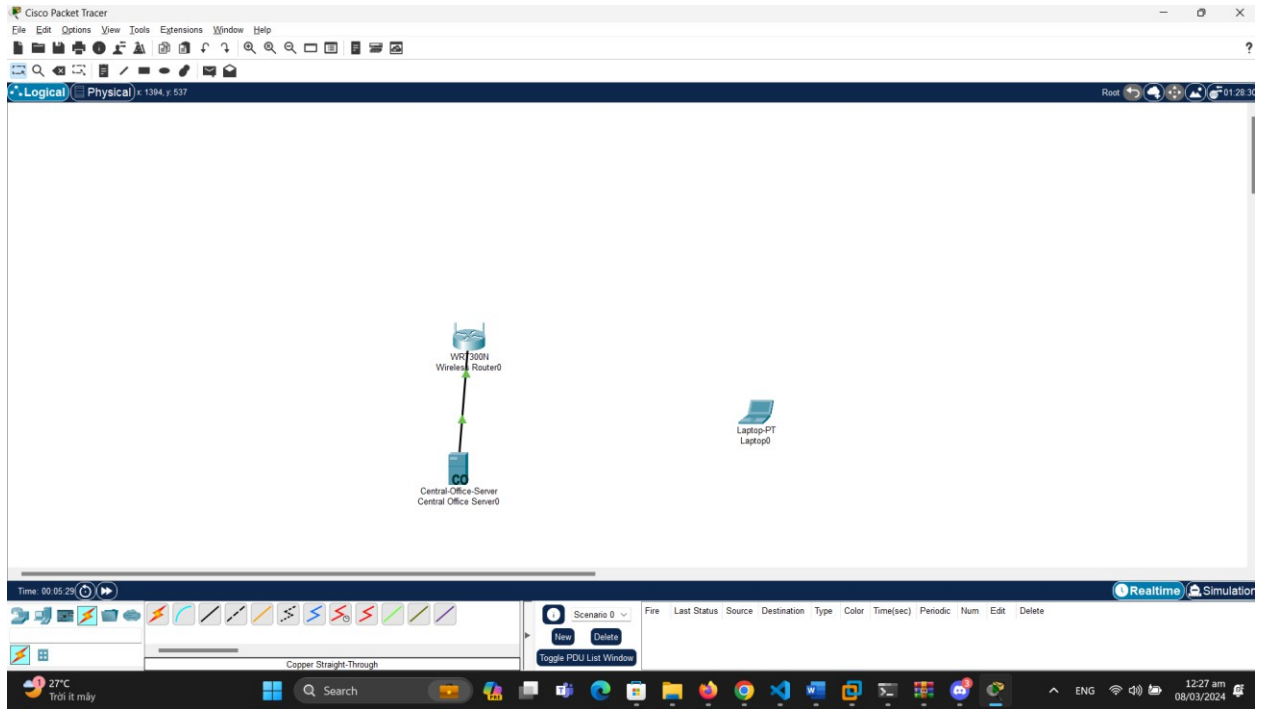 Cisco Packet Tracer
File Edit Options View Tools Extensions Window Help
?
Logical Physical x: 1394, y: 537 Root 01:28:30
WRT300N
Wireless Router0
Laptop-PT
Laptop0
CO
Central-Office-Server
Central Office Server0
Time: 00:05:29 Realtime Simulation
Scenario 0 Fire Last Status Source Destination Type Color Time(sec) Periodic Num Edit Delete
New Delete
Toggle PDU List Window
Copper Straight-Through
1 27°C
Trời ít mây
Search
ENG
12:27 am
08/03/2024